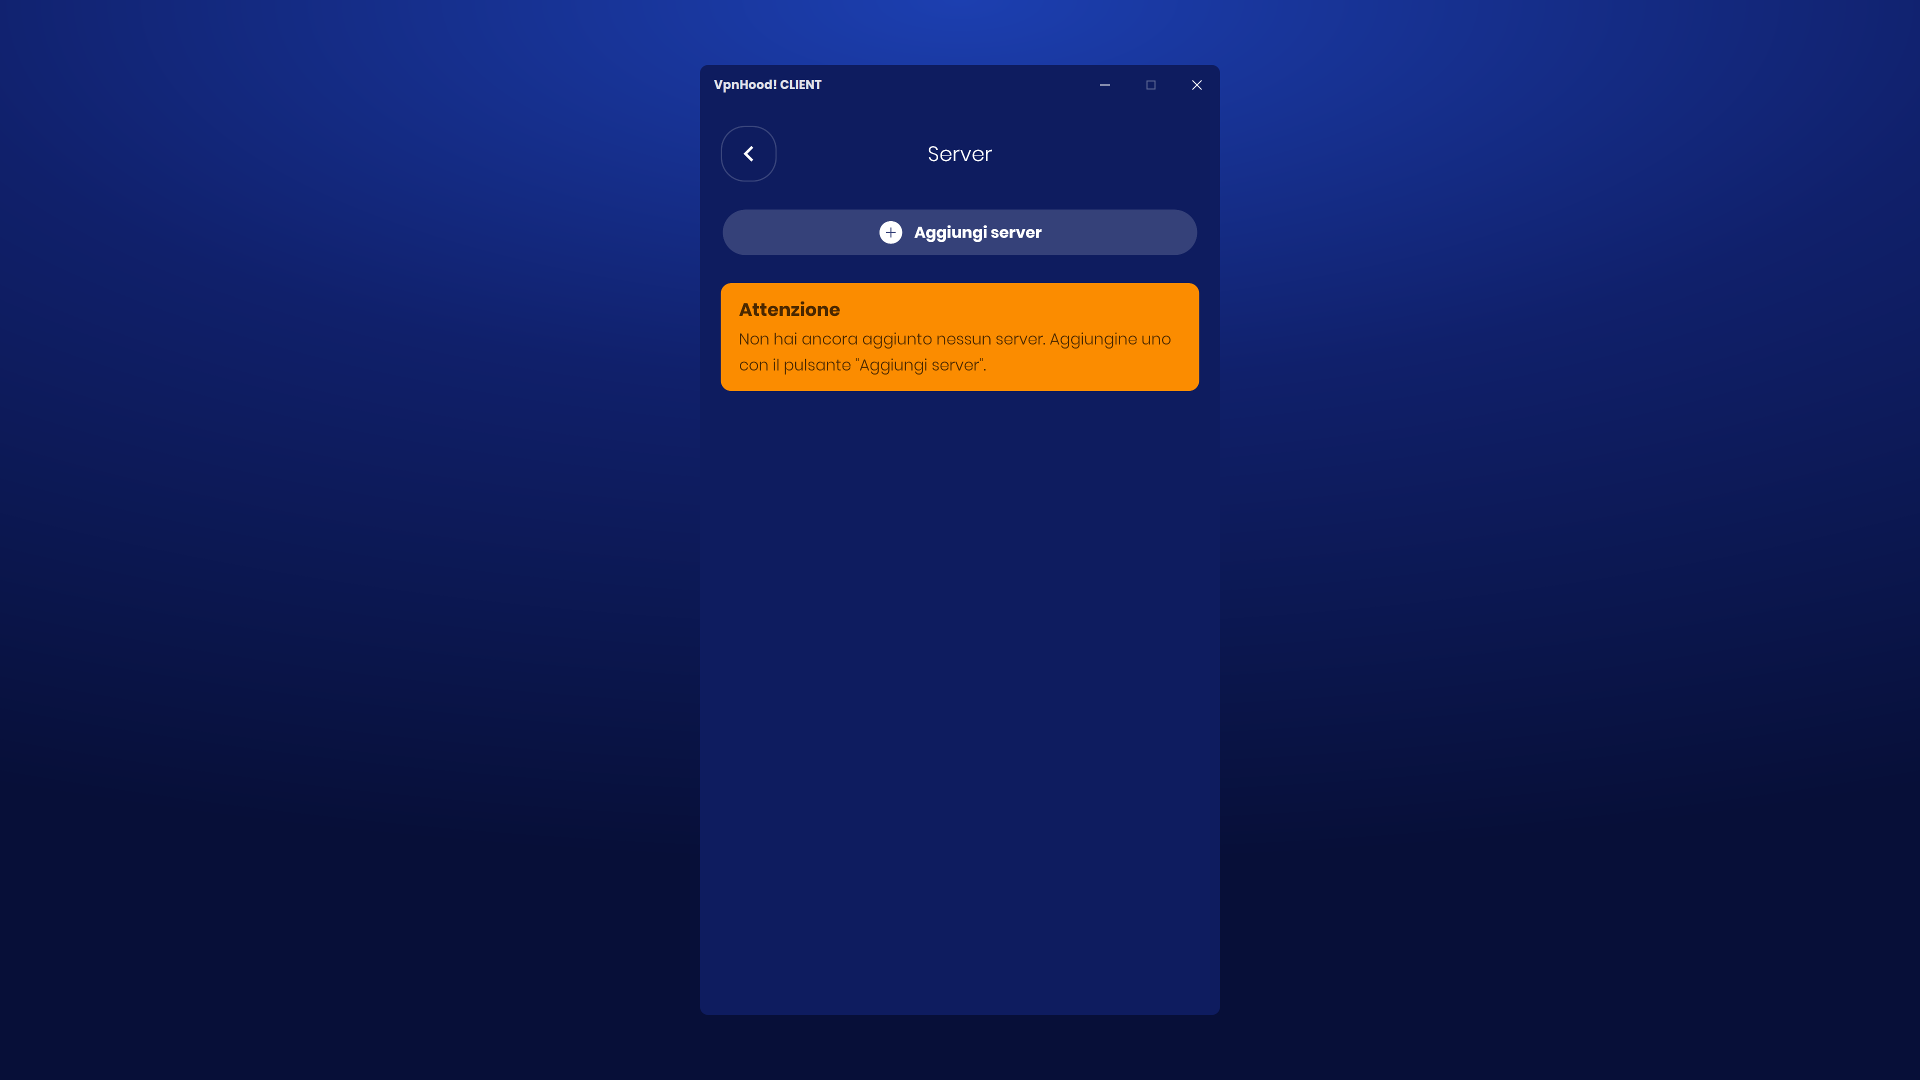 VpnHood! CLIENT
Server
Aggiungi server
Attenzione
Non hai ancora aggiunto nessun server. Aggiungine uno
con il pulsante "Aggiungi server".